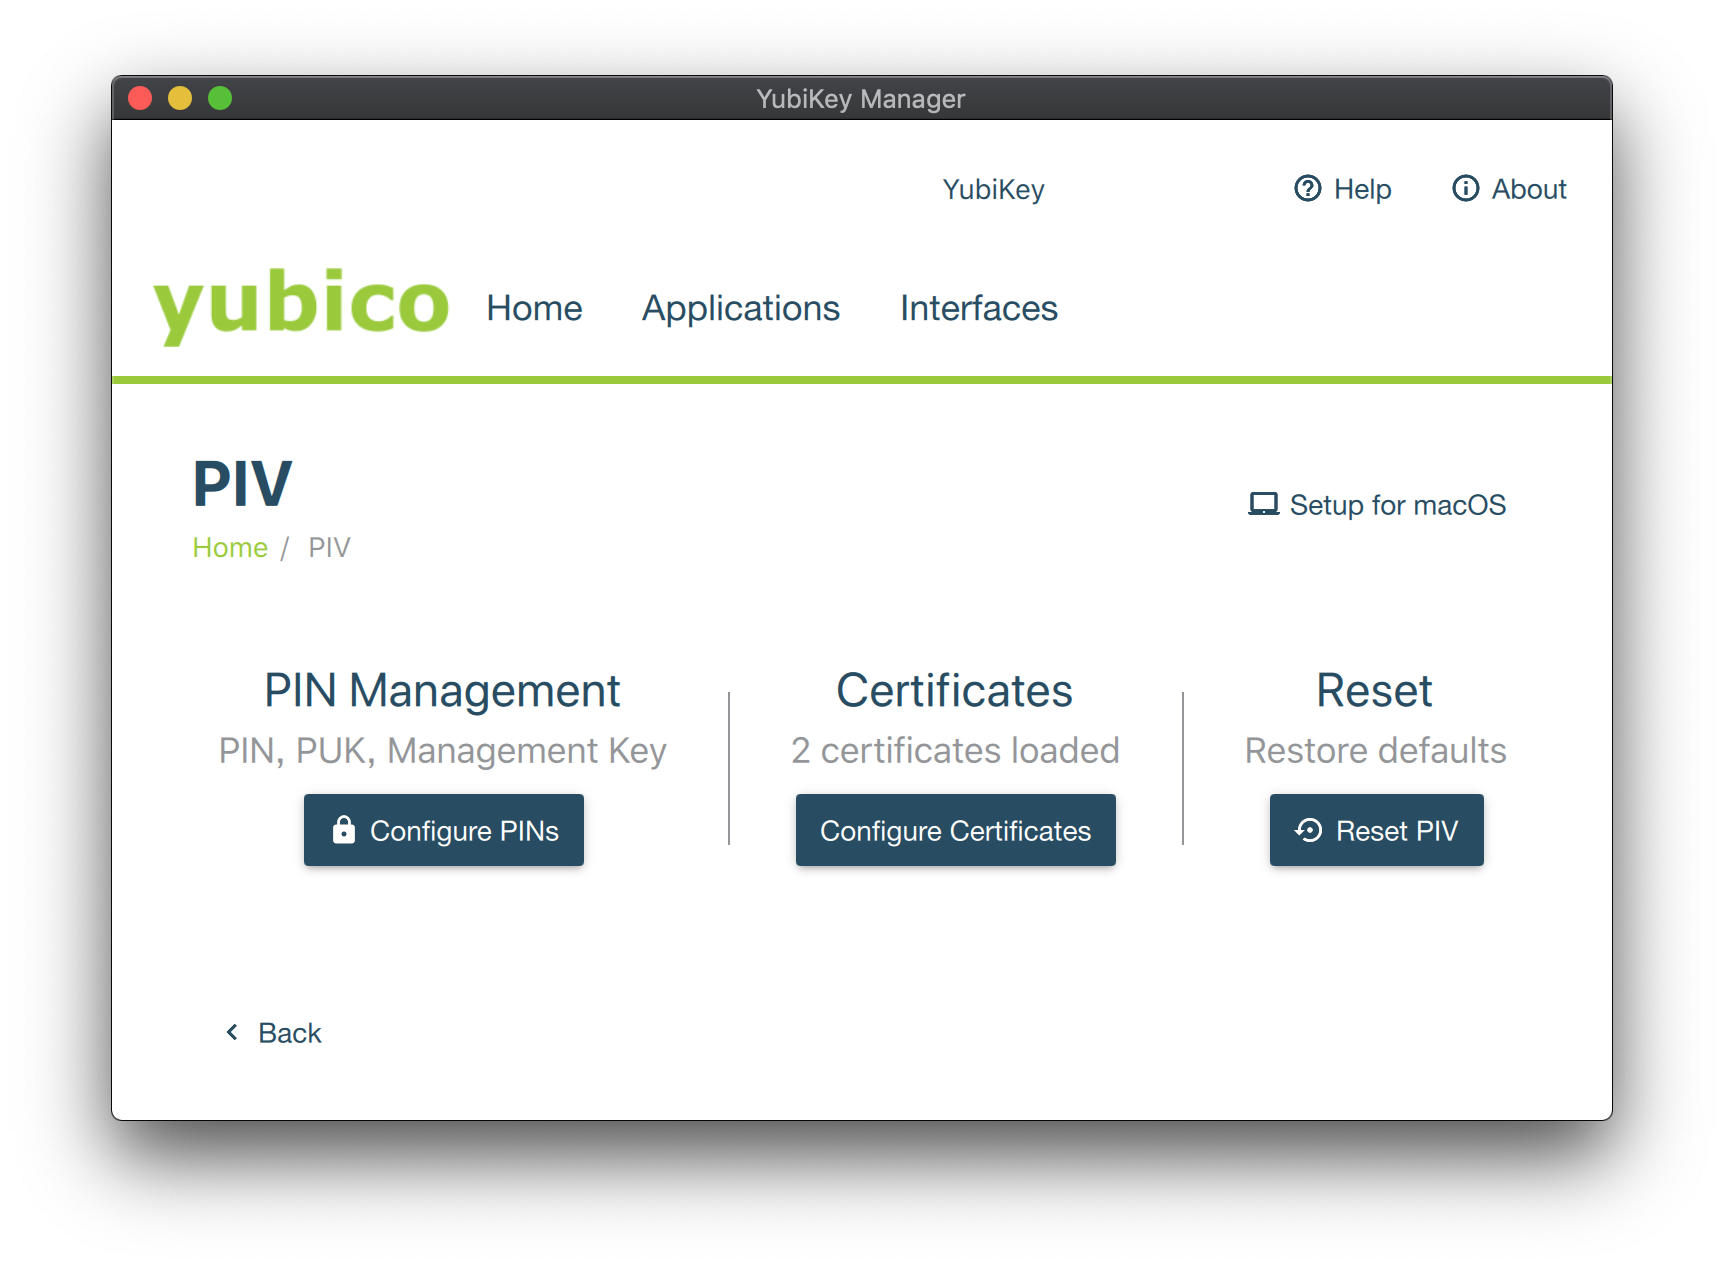 YubiKey Manager
YubiKey Help About
yubico Home Applications Interfaces
PIV
Setup for macOS
Home / PIV
PIN Management
PIN, PUK, Management Key
Configure PINs
Certificates
2 certificates loaded
Configure Certificates
Reset
Restore defaults
Reset PIV
Back